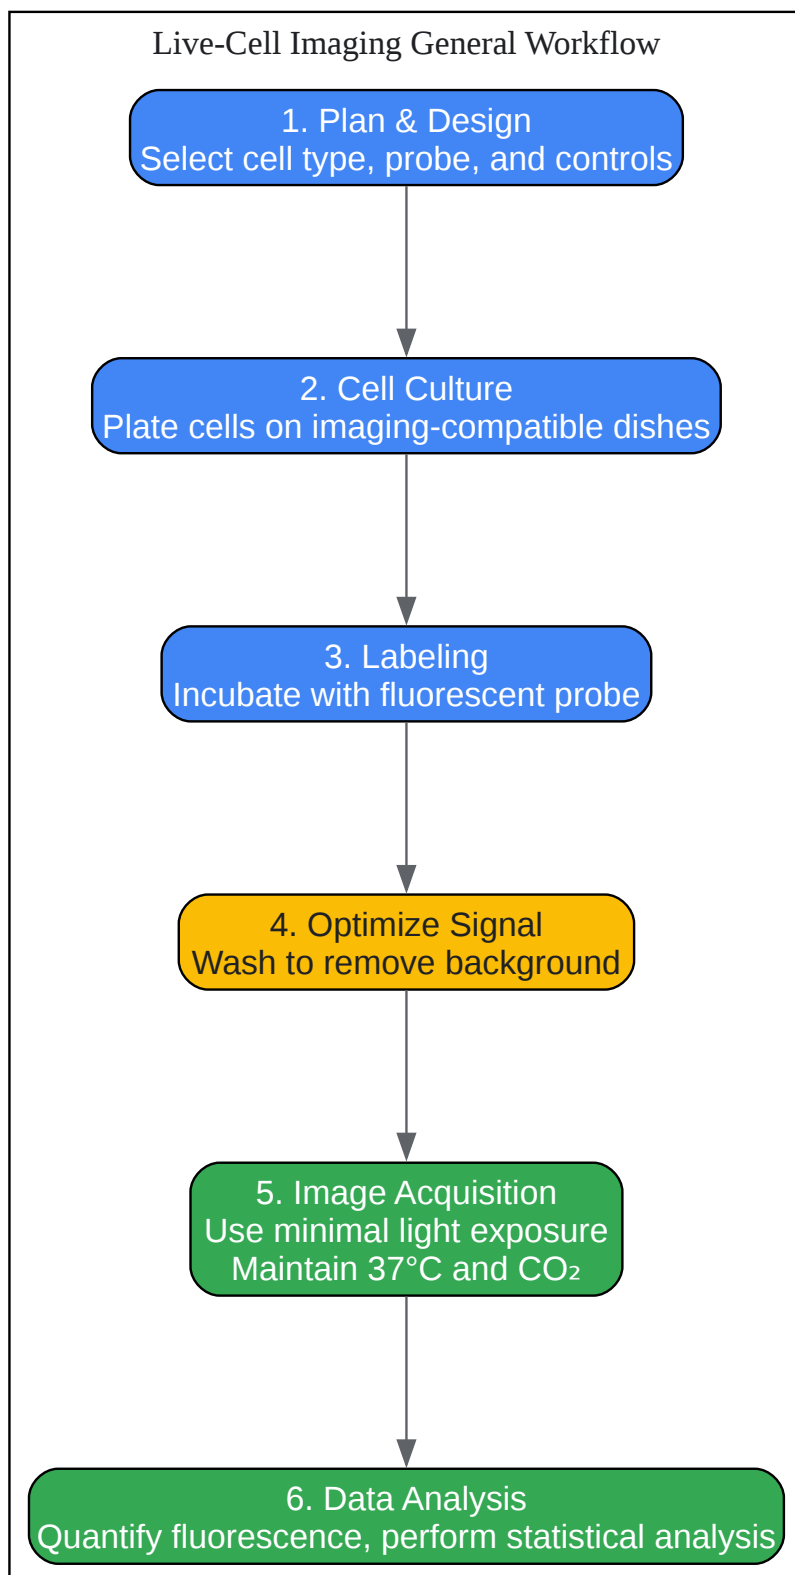 Live-Cell Imaging General Workflow
1. Plan & Design
Select cell type, probe, and controls
2. Cell Culture
Plate cells on imaging-compatible dishes
3. Labeling
Incubate with fluorescent probe
4. Optimize Signal
Wash to remove background
5. Image Acquisition
Use minimal light exposure
Maintain 37°C and CO₂
6. Data Analysis
Quantify fluorescence, perform statistical analysis